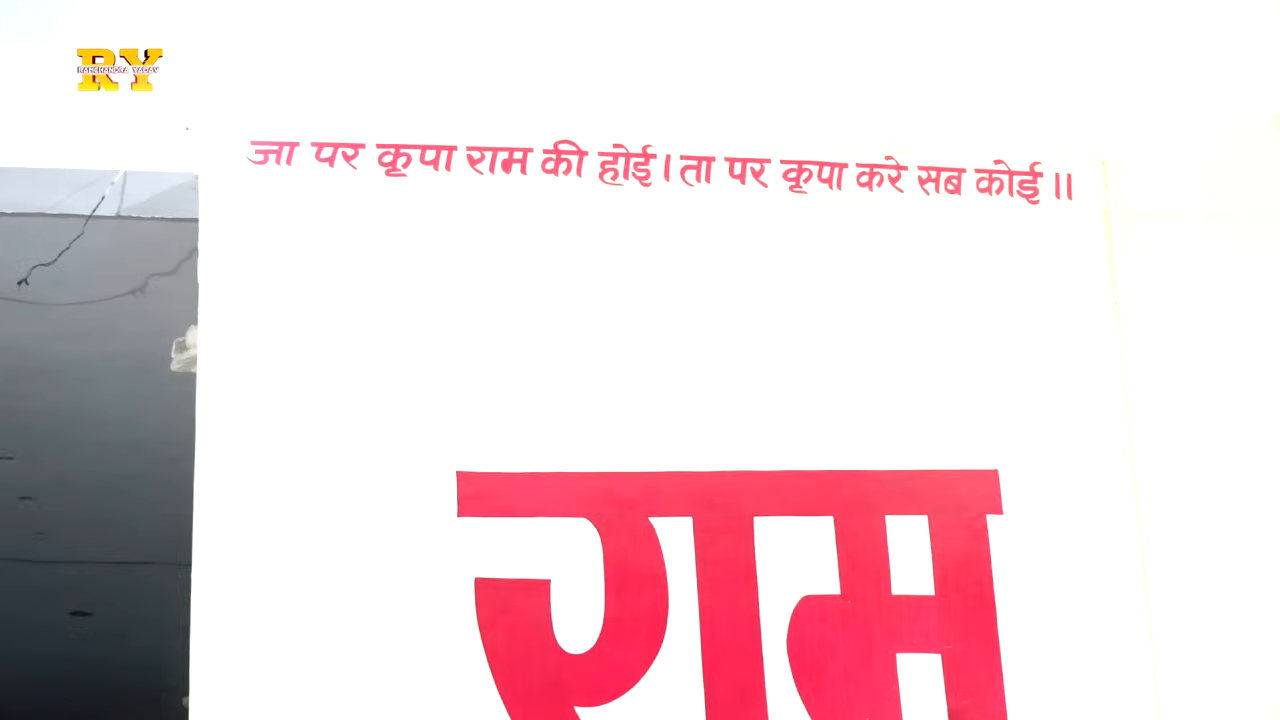 RY
RAMCHANDRA YADAV
जा पर कृपा राम की होई। ता पर कृपा करे सब कोई॥
राम